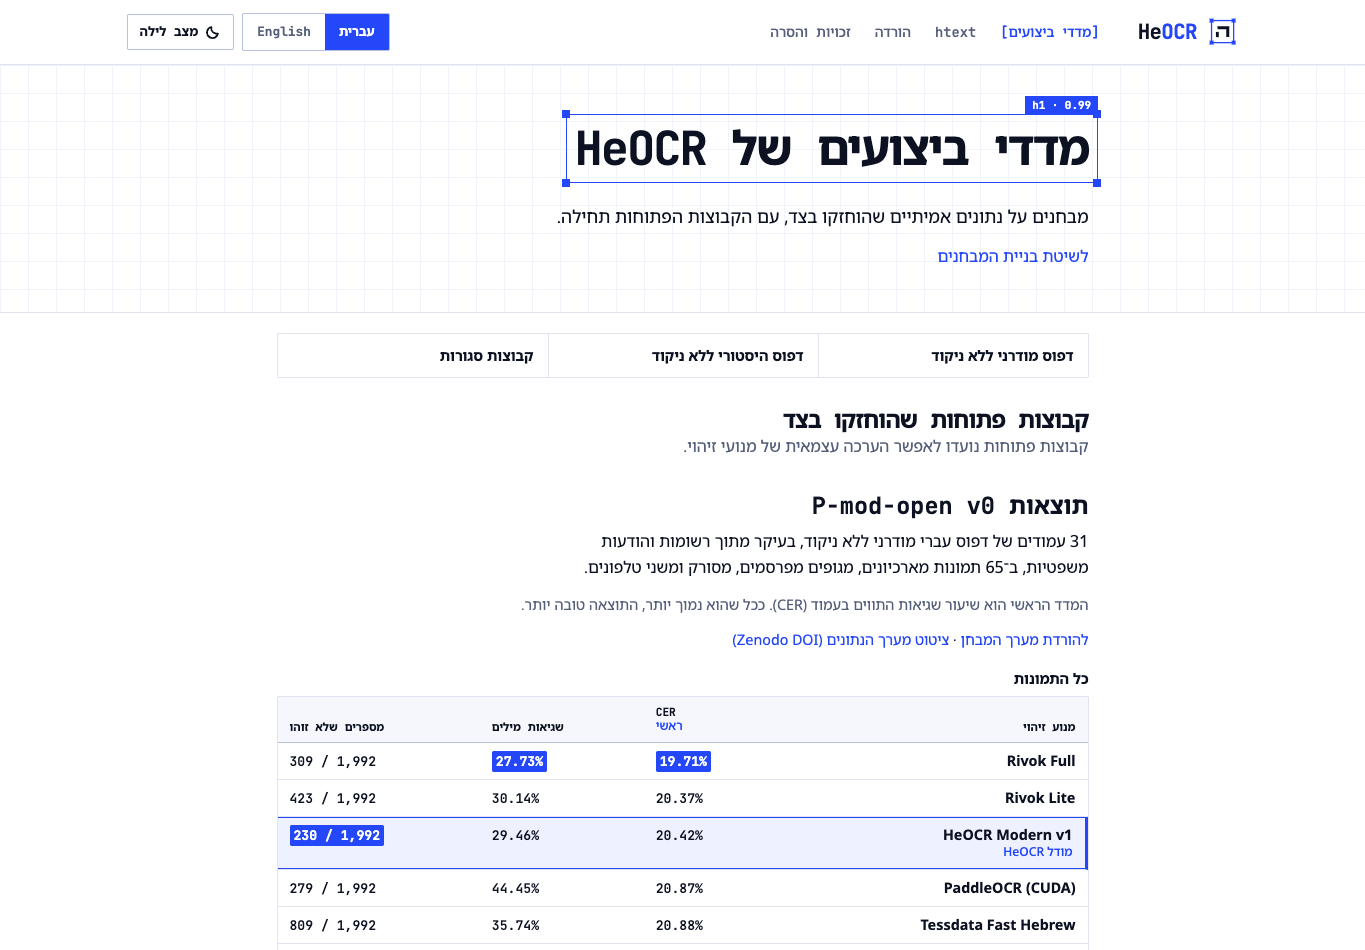 ה HeOCR
[מדדי ביצועים] htext הורדה זכויות והסרה
עברית English
מצב לילה
h1 · 0.99
מדדי ביצועים של HeOCR
מבחנים על נתונים אמיתיים שהוחזקו בצד, עם הקבוצות הפתוחות תחילה.
לשיטת בניית המבחנים
דפוס מודרני ללא ניקוד
דפוס היסטורי ללא ניקוד
קבוצות סגורות
קבוצות פתוחות שהוחזקו בצד
קבוצות פתוחות נועדו לאפשר הערכה עצמאית של מנועי זיהוי.
תוצאות P-mod-open v0
31 עמודים של דפוס עברי מודרני ללא ניקוד, בעיקר מתוך רשומות והודעות
משפטיות, ב־65 תמונות מארכיונים, מגופים מפרסמים, מסורק ומשני טלפונים.
המדד הראשי הוא שיעור שגיאות התווים בעמוד (CER). ככל שהוא נמוך יותר, התוצאה טובה יותר.
להורדת מערך המבחן · ציטוט מערך הנתונים (Zenodo DOI)
כל התמונות
מנוע זיהוי CER ראשי שגיאות מילים מספרים שלא זוהו
Rivok Full 19.71% 27.73% 309 / 1,992
Rivok Lite 20.37% 30.14% 423 / 1,992
HeOCR Modern v1 20.42% 29.46% 230 / 1,992
מודל HeOCR
PaddleOCR (CUDA) 20.87% 44.45% 279 / 1,992
Tessdata Fast Hebrew 20.88% 35.74% 809 / 1,992